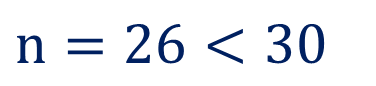 n = 26 < 30